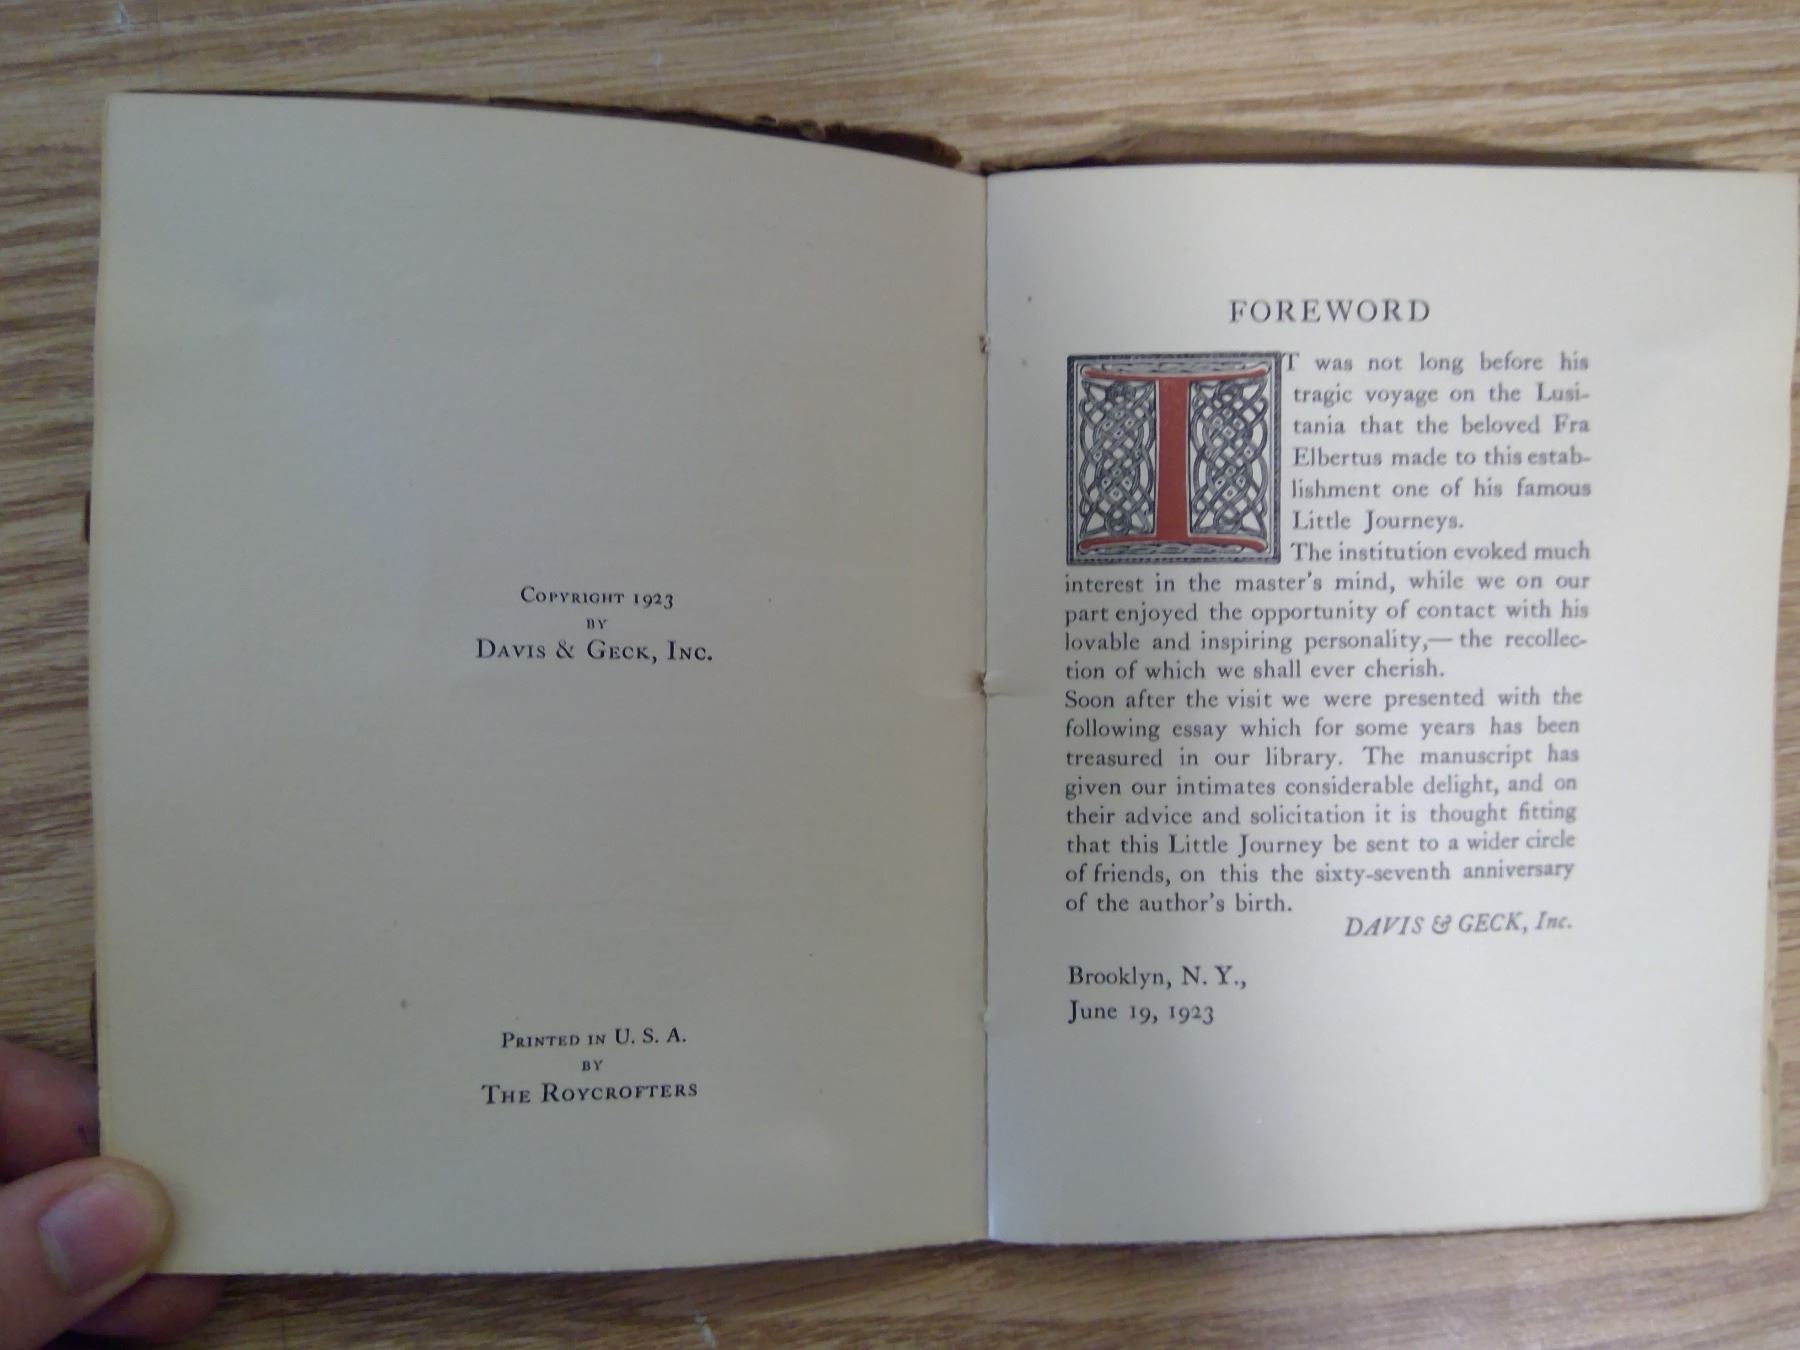 Copyright 1923
by
Davis & Geck, Inc.
Printed in U. S. A.
by
The Roycrofters
FOREWORD
IT was not long before his
tragic voyage on the Lusi-
tania that the beloved Fra
Elbertus made to this estab-
lishment one of his famous
Little Journeys.
The institution evoked much
interest in the master's mind, while we on our
part enjoyed the opportunity of contact with his
lovable and inspiring personality,— the recollec-
tion of which we shall ever cherish.
Soon after the visit we were presented with the
following essay which for some years has been
treasured in our library. The manuscript has
given our intimates considerable delight, and on
their advice and solicitation it is thought fitting
that this Little Journey be sent to a wider circle
of friends, on this the sixty-seventh anniversary
of the author's birth.
DAVIS & GECK, Inc.
Brooklyn, N. Y.,
June 19, 1923